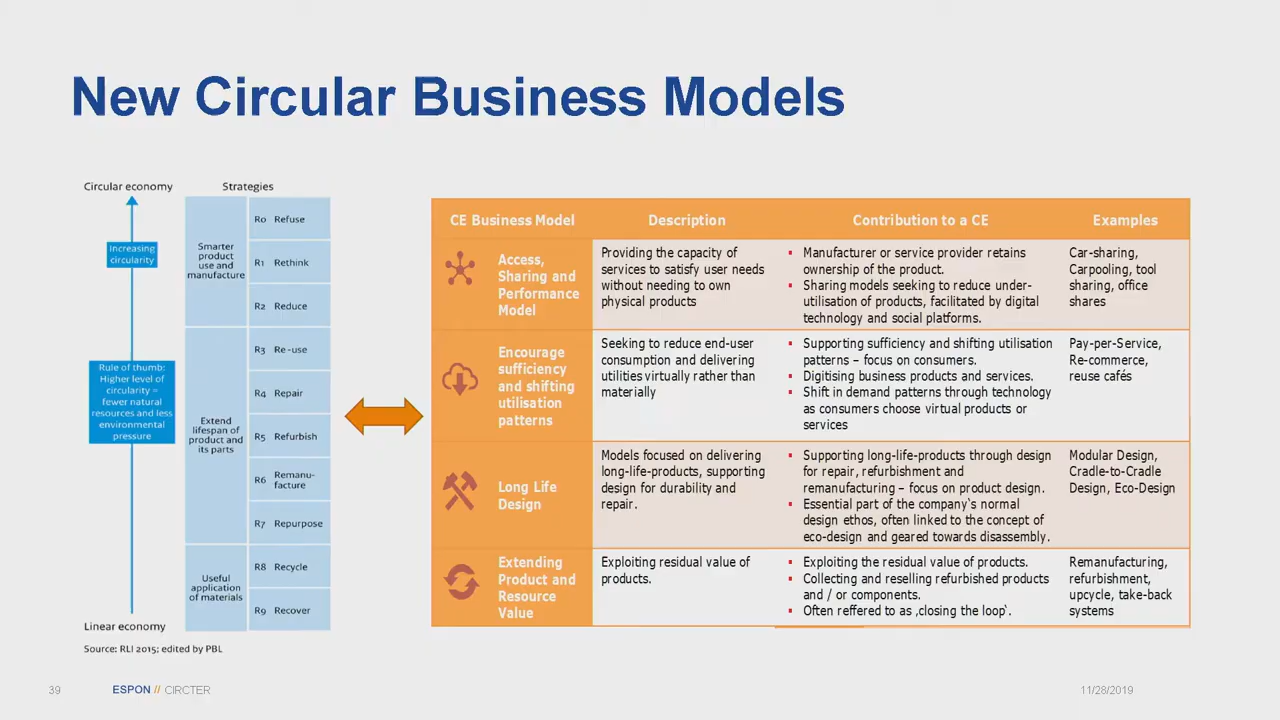 New Circular Business Models
Circular economy
Strategies
Increasing
circularity
Rule of thumb:
Higher level of
circularity =
fewer natural
resources and less
environmental
pressure
Linear economy
Smarter
product
use and
manufacture
R0 Refuse
R1 Rethink
R2 Reduce
Extend
lifespan of
product and
its parts
R3 Re-use
R4 Repair
R5 Refurbish
R6 Remanu-
facture
R7 Repurpose
Useful
application
of materials
R8 Recycle
R9 Recover
Source: RLI 2015; edited by PBL
CE Business Model
Description
Contribution to a CE
Examples
Access,
Sharing and
Performance
Model
Providing the capacity of
services to satisfy user needs
without needing to own
physical products
▪ Manufacturer or service provider retains
ownership of the product.
▪ Sharing models seeking to reduce under-
utilisation of products, facilitated by digital
technology and social platforms.
Car-sharing,
Carpooling, tool
sharing, office
shares
Encourage
sufficiency
and shifting
utilisation
patterns
Seeking to reduce end-user
consumption and delivering
utilities virtually rather than
materially
▪ Supporting sufficiency and shifting utilisation
patterns – focus on consumers.
▪ Digitising business products and services.
▪ Shift in demand patterns through technology
as consumers choose virtual products or
services
Pay-per-Service,
Re-commerce,
reuse cafés
Long Life
Design
Models focused on delivering
long-life-products, supporting
design for durability and
repair.
▪ Supporting long-life-products through design
for repair, refurbishment and
remanufacturing – focus on product design.
▪ Essential part of the company‘s normal
design ethos, often linked to the concept of
eco-design and geared towards disassembly.
Modular Design,
Cradle-to-Cradle
Design, Eco-Design
Extending
Product and
Resource
Value
Exploiting residual value of
products.
▪ Exploiting the residual value of products.
▪ Collecting and reselling refurbished products
and / or components.
▪ Often reffered to as ‚closing the loop‘.
Remanufacturing,
refurbishment,
upcycle, take-back
systems
39
ESPON // CIRCTER
11/28/2019